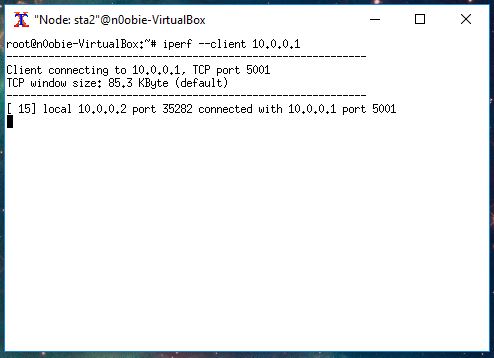 "Node: sta2"@n0obie-VirtualBox
root@n0obie-VirtualBox:~# iperf --client 10.0.0.1
------------------------------------------------------------
Client connecting to 10.0.0.1, TCP port 5001
TCP window size: 85.3 KByte (default)
------------------------------------------------------------
[ 15] local 10.0.0.2 port 35282 connected with 10.0.0.1 port 5001